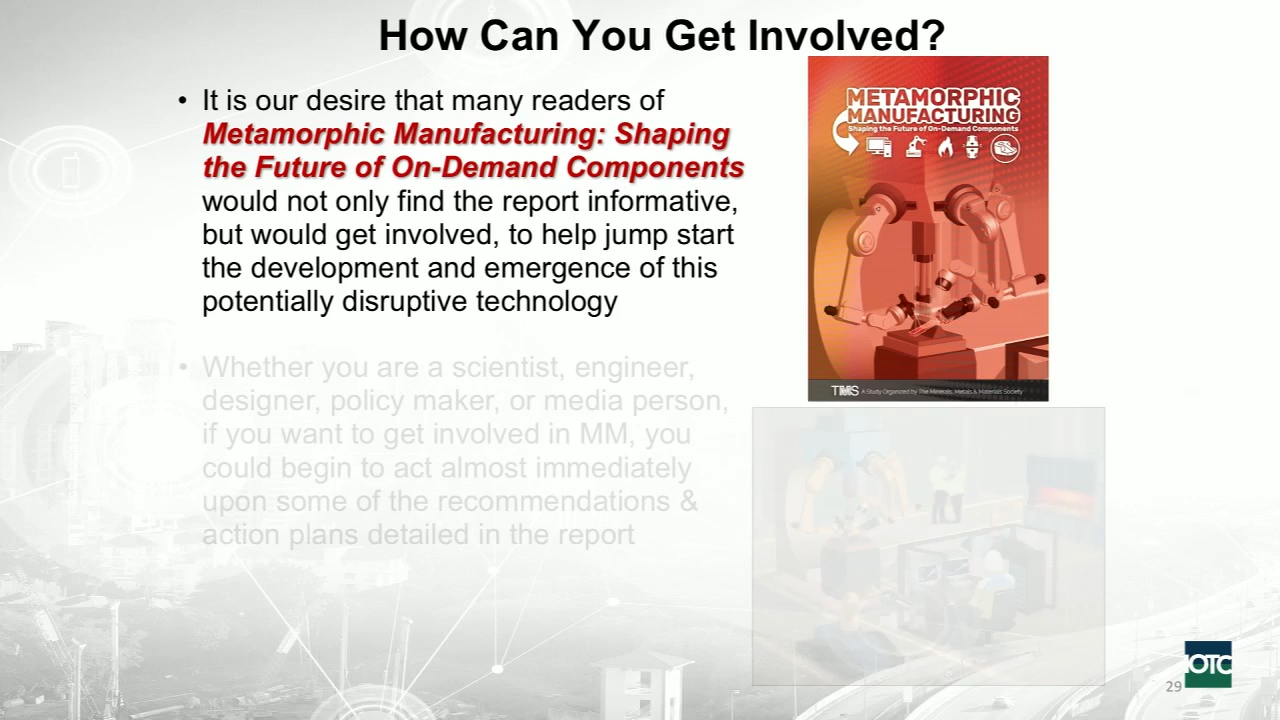 How Can You Get Involved?
• It is our desire that many readers of
Metamorphic Manufacturing: Shaping
the Future of On-Demand Components
would not only find the report informative,
but would get involved, to help jump start
the development and emergence of this
potentially disruptive technology
• Whether you are a scientist, engineer,
designer, policy maker, or media person,
if you want to get involved in MM, you
could begin to act almost immediately
upon some of the recommendations &
action plans detailed in the report
METAMORPHIC
MANUFACTURING
Shaping the Future of On-Demand Components
TMS A Study Organized by The Minerals, Metals & Materials Society
IOTC
29